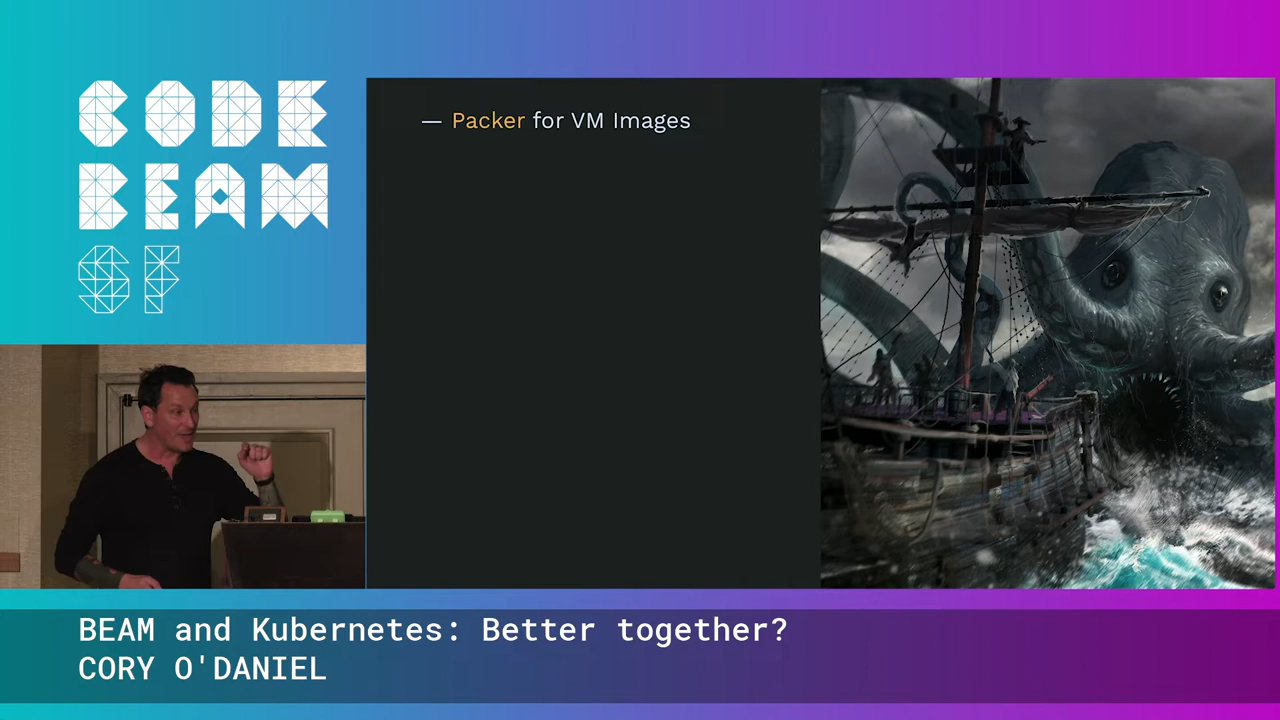 CODE
BEAM
SF
— Packer for VM Images
BEAM and Kubernetes: Better together?
CORY O'DANIEL